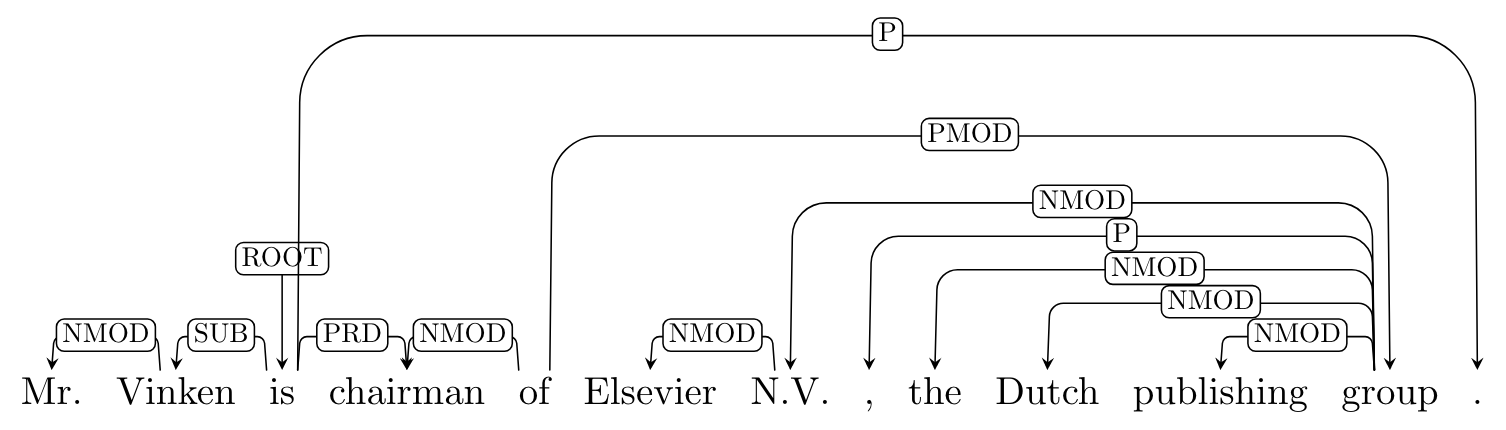 P
PMOD
NMOD
P
ROOT
NMOD
NMOD
NMOD SUB PRD NMOD NMOD NMOD
Mr. Vinken is chairman of Elsevier N.V. , the Dutch publishing group .